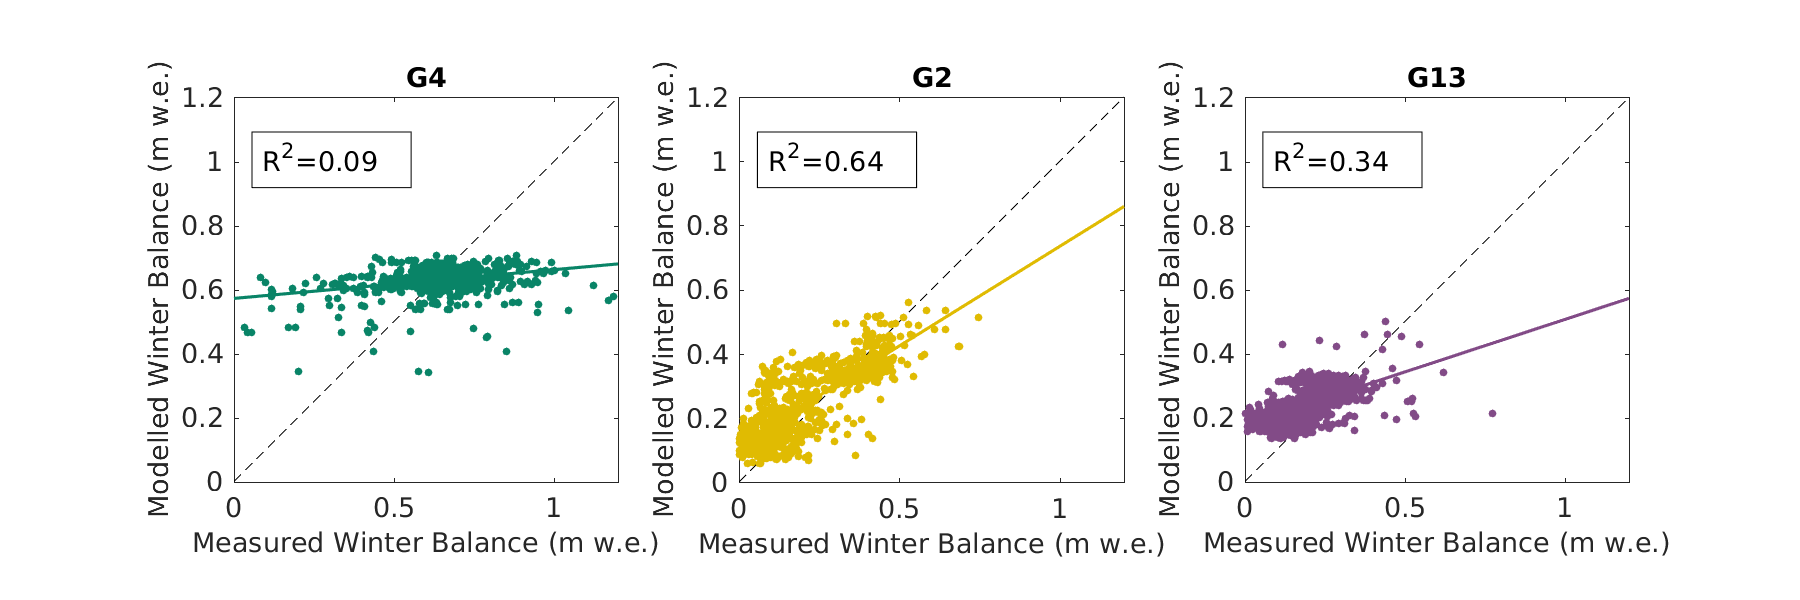 G4
Modelled Winter Balance (m w.e.)
1.2
1
0.8
0.6
0.4
0.2
0
R²=0.09
0 0.5 1
Measured Winter Balance (m w.e.)
G2
Modelled Winter Balance (m w.e.)
1.2
1
0.8
0.6
0.4
0.2
0
R²=0.64
0 0.5 1
Measured Winter Balance (m w.e.)
G13
Modelled Winter Balance (m w.e.)
1.2
1
0.8
0.6
0.4
0.2
0
R²=0.34
0 0.5 1
Measured Winter Balance (m w.e.)